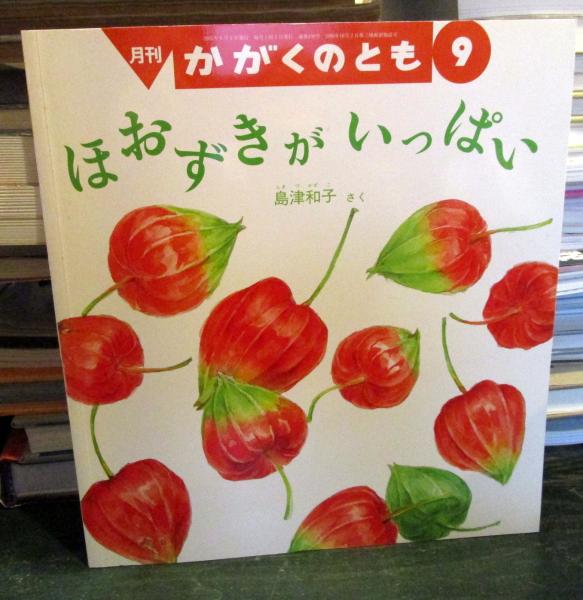 月刊 かがくのとも 9
ほおずきが いっぱい
島津和子 さく